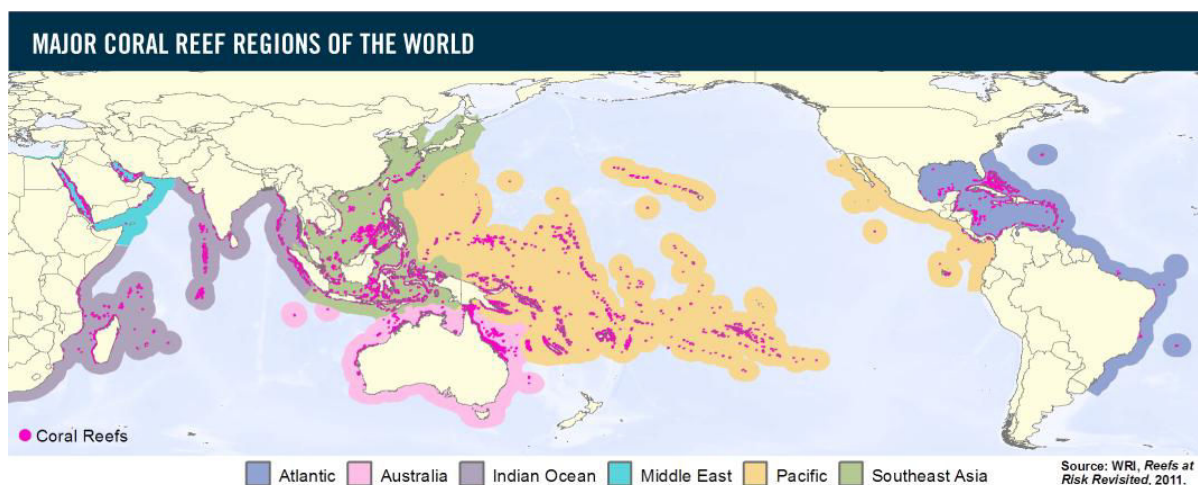 MAJOR CORAL REEF REGIONS OF THE WORLD
Coral Reefs
Atlantic Australia Indian Ocean Middle East Pacific Southeast Asia
Source: WRI, Reefs at
Risk Revisited, 2011.